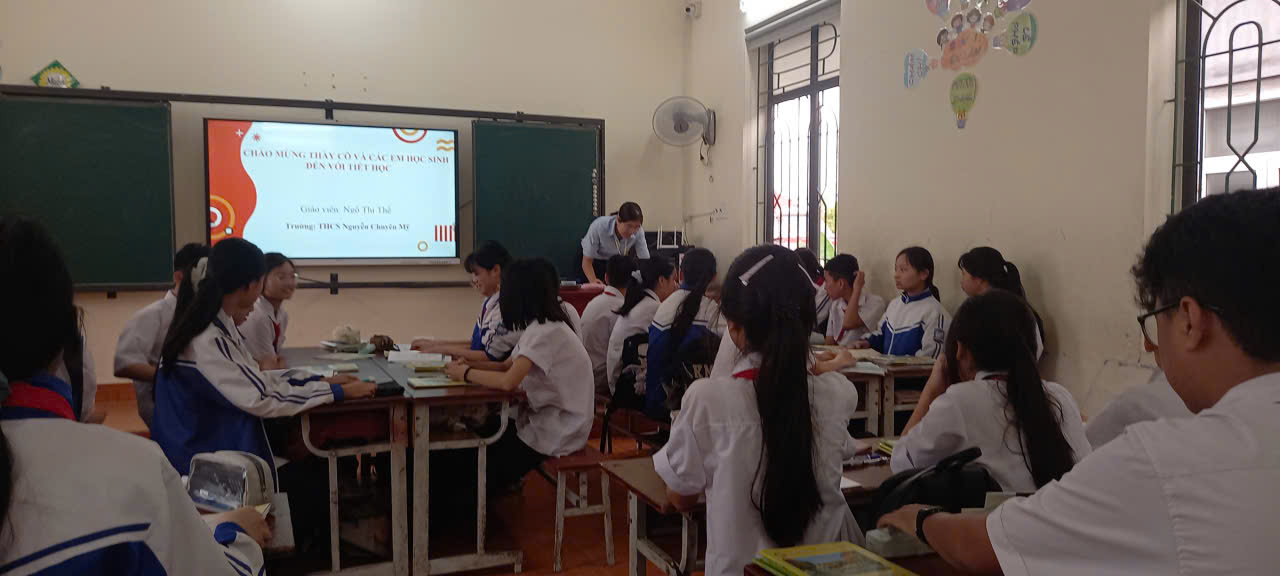 CHÀO MỪNG THẦY CÔ VÀ CÁC EM HỌC SINH
ĐẾN VỚI TIẾT HỌC
Giáo viên: Ngô Thị Thế
Trường: THCS Nguyễn Chuyên Mỹ